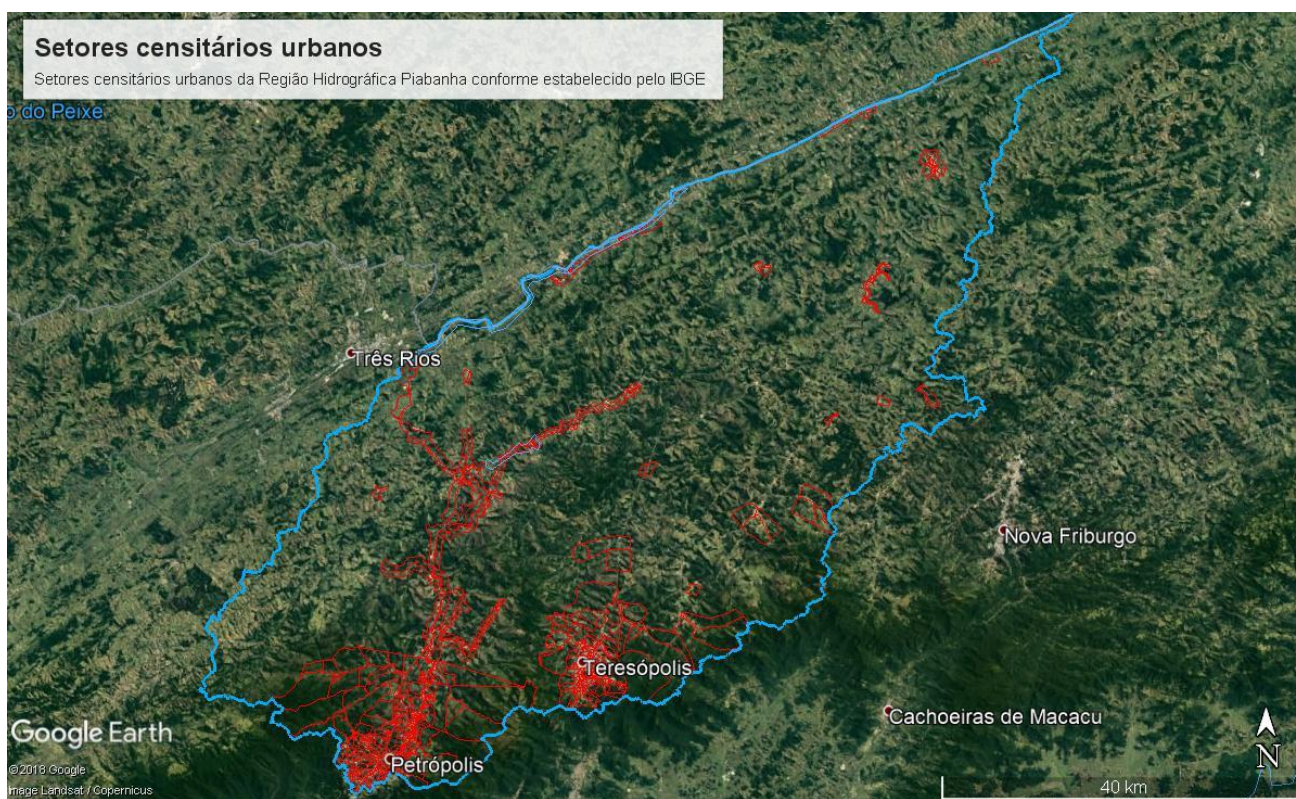 Setores censitários urbanos
Setores censitários urbanos da Região Hidrográfica Piabanha conforme estabelecido pelo IBGE
o do Peixe
Três Rios
Nova Friburgo
Teresópolis
Cachoeiras de Macacu
Google Earth
Petrópolis
N
©2018 Google
Image Landsat / Copernicus
40 km